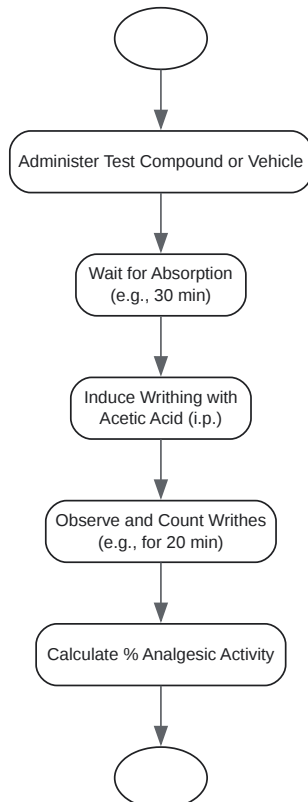 Administer Test Compound or Vehicle
Wait for Absorption
(e.g., 30 min)
Induce Writhing with
Acetic Acid (i.p.)
Observe and Count Writhes
(e.g., for 20 min)
Calculate % Analgesic Activity